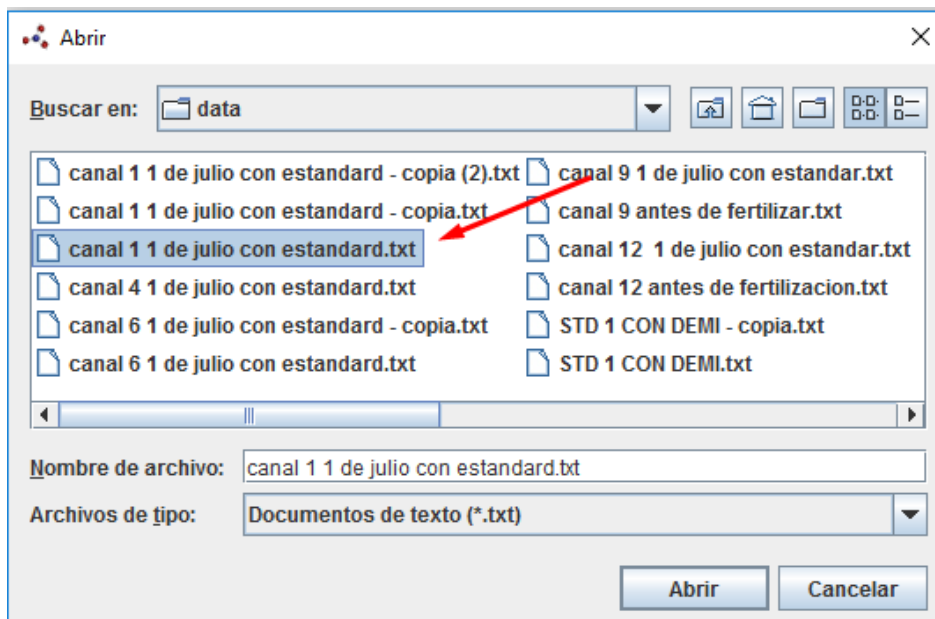 Abrir
Buscar en: data
canal 1 1 de julio con estandard - copia (2).txt
canal 1 1 de julio con estandard - copia.txt
canal 1 1 de julio con estandard.txt
canal 4 1 de julio con estandard.txt
canal 6 1 de julio con estandard - copia.txt
canal 6 1 de julio con estandard.txt
canal 9 1 de julio con estandar.txt
canal 9 antes de fertilizar.txt
canal 12  1 de julio con estandar.txt
canal 12 antes de fertilizacion.txt
STD 1 CON DEMI - copia.txt
STD 1 CON DEMI.txt
Nombre de archivo: canal 1 1 de julio con estandard.txt
Archivos de tipo: Documentos de texto (*.txt)
Abrir Cancelar